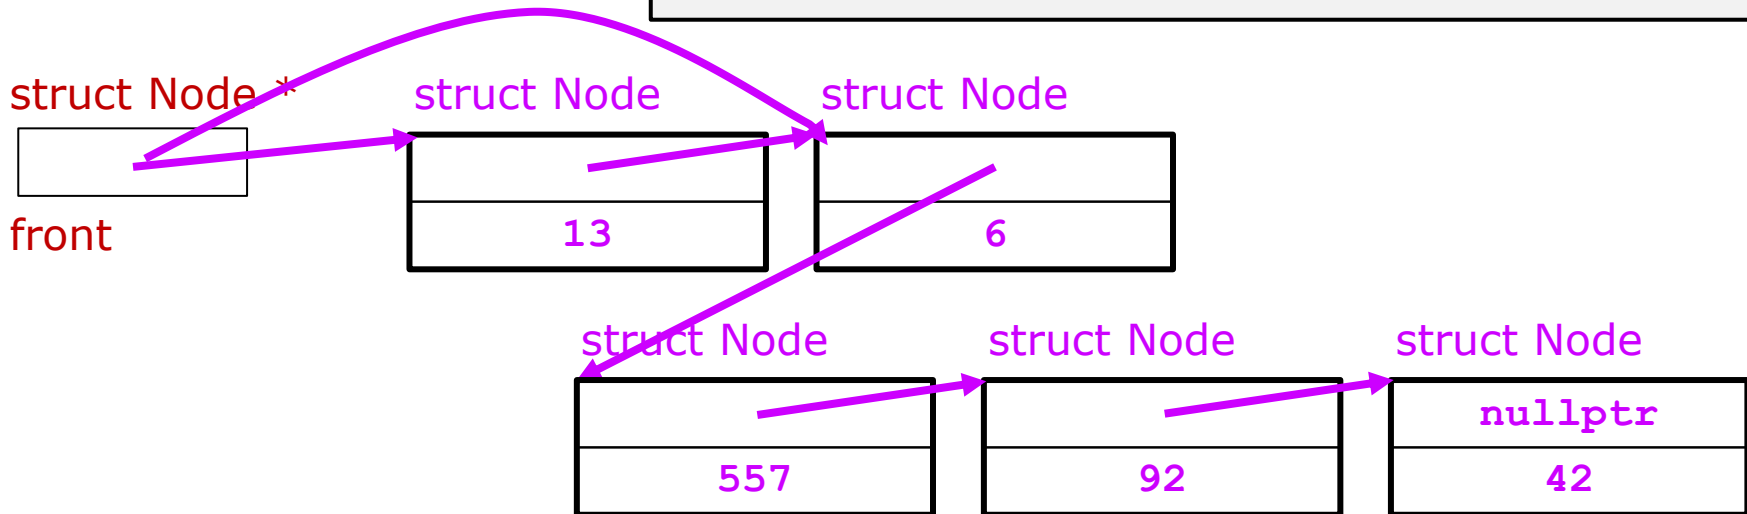 struct Node * struct Node struct Node
front 13 6
struct Node struct Node struct Node
nullptr
557 92 42